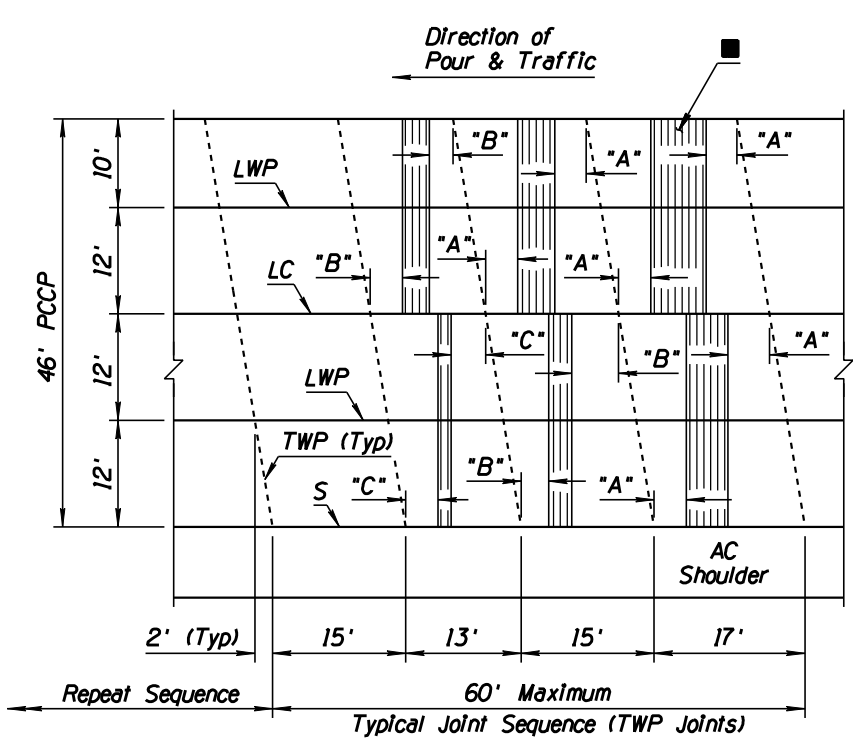 Direction of
Pour & Traffic
"B" "A" "A"
10'
LWP
12'
"B" "A" "A"
LC
46' PCCP
"C" "B" "A"
12'
LWP
TWP (Typ)
12'
S "C" "B" "A"
AC
Shoulder
2' (Typ) 15' 13' 15' 17'
Repeat Sequence 60' Maximum
Typical Joint Sequence (TWP Joints)